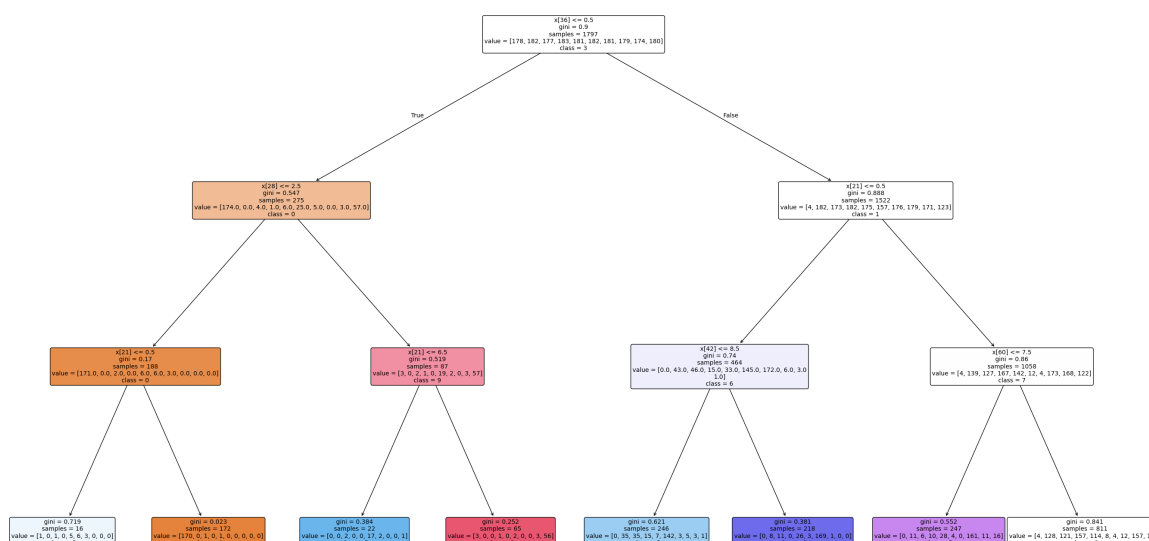 x[36] <= 0.5
gini = 0.9
samples = 1797
value = [178, 182, 177, 183, 181, 182, 181, 179, 174, 180]
class = 3
True
False
x[28] <= 2.5
gini = 0.547
samples = 275
value = [174.0, 0.0, 4.0, 1.0, 6.0, 25.0, 5.0, 0.0, 3.0, 57.0]
class = 0
x[21] <= 0.5
gini = 0.888
samples = 1522
value = [4, 182, 173, 182, 175, 157, 176, 179, 171, 123]
class = 1
x[21] <= 0.5
gini = 0.17
samples = 188
value = [171.0, 0.0, 2.0, 0.0, 6.0, 6.0, 3.0, 0.0, 0.0, 0.0]
class = 0
x[21] <= 6.5
gini = 0.519
samples = 87
value = [3, 0, 2, 1, 0, 19, 2, 0, 3, 57]
class = 9
x[42] <= 8.5
gini = 0.74
samples = 464
value = [0.0, 43.0, 46.0, 15.0, 33.0, 145.0, 172.0, 6.0, 3.0
1.0]
class = 6
x[60] <= 7.5
gini = 0.86
samples = 1058
value = [4, 139, 127, 167, 142, 12, 4, 173, 168, 122]
class = 7
gini = 0.719
samples = 16
value = [1, 0, 1, 0, 5, 6, 3, 0, 0, 0]
gini = 0.023
samples = 172
value = [170, 0, 1, 0, 1, 0, 0, 0, 0, 0]
gini = 0.384
samples = 22
value = [0, 0, 2, 0, 0, 17, 2, 0, 0, 1]
gini = 0.252
samples = 65
value = [3, 0, 0, 1, 0, 2, 0, 0, 3, 56]
gini = 0.621
samples = 246
value = [0, 35, 35, 15, 7, 142, 3, 5, 3, 1]
gini = 0.381
samples = 218
value = [0, 8, 11, 0, 26, 3, 169, 1, 0, 0]
gini = 0.552
samples = 247
value = [0, 11, 6, 10, 28, 4, 0, 161, 11, 16]
gini = 0.841
samples = 811
value = [4, 128, 121, 157, 114, 8, 4, 12, 157,